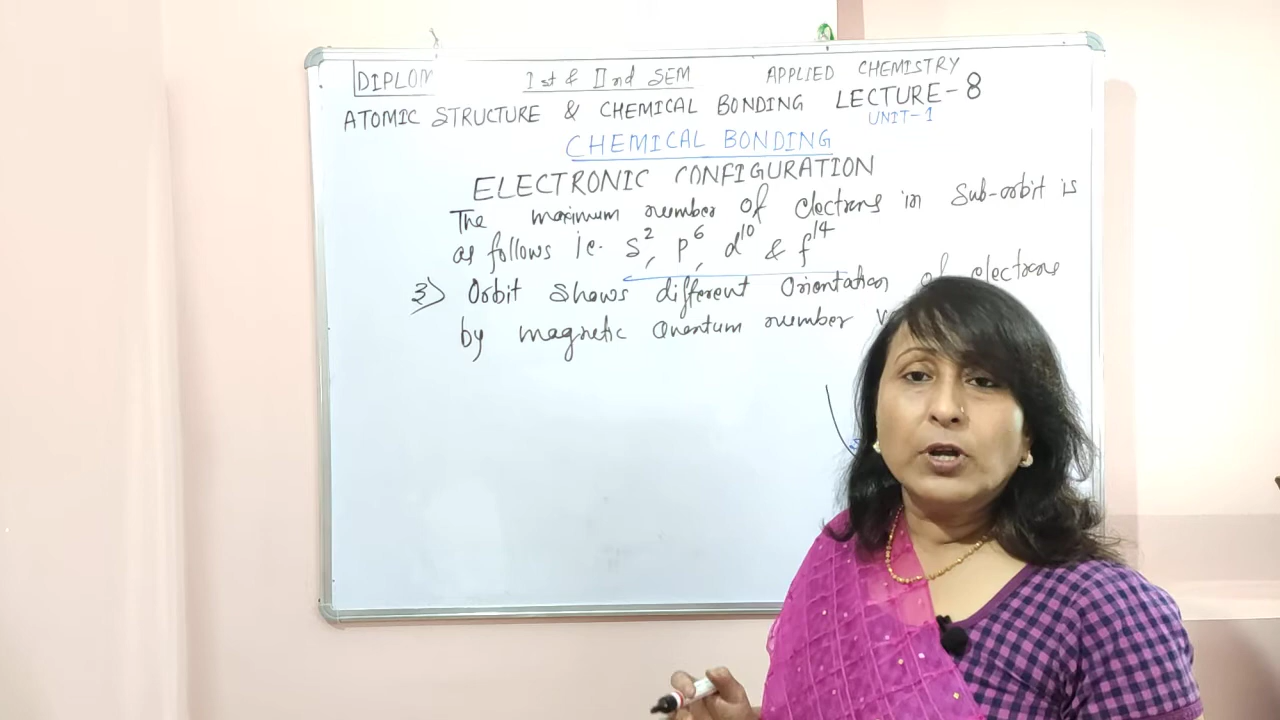 DIPLOM Ist & IInd SEM APPLIED CHEMISTRY
ATOMIC STRUCTURE & CHEMICAL BONDING LECTURE-8
UNIT-1
CHEMICAL BONDING
ELECTRONIC CONFIGURATION
The maximum number of electrons in Sub-orbit is
as follows i.e. s², p⁶, d¹⁰ & f¹⁴
3) Orbit Shows different Orientation of electrons
by magnetic Quantum number